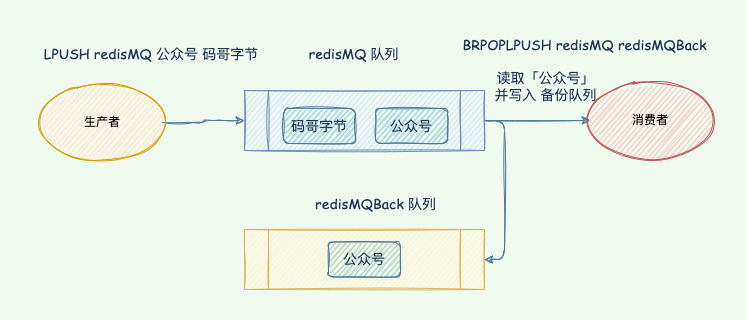 LPUSH redisMQ 公众号 码哥字节
redisMQ 队列
BRPOPLPUSH redisMQ redisMQBack
读取「公众号」
并写入 备份队列
生产者
码哥字节
公众号
消费者
redisMQBack 队列
公众号